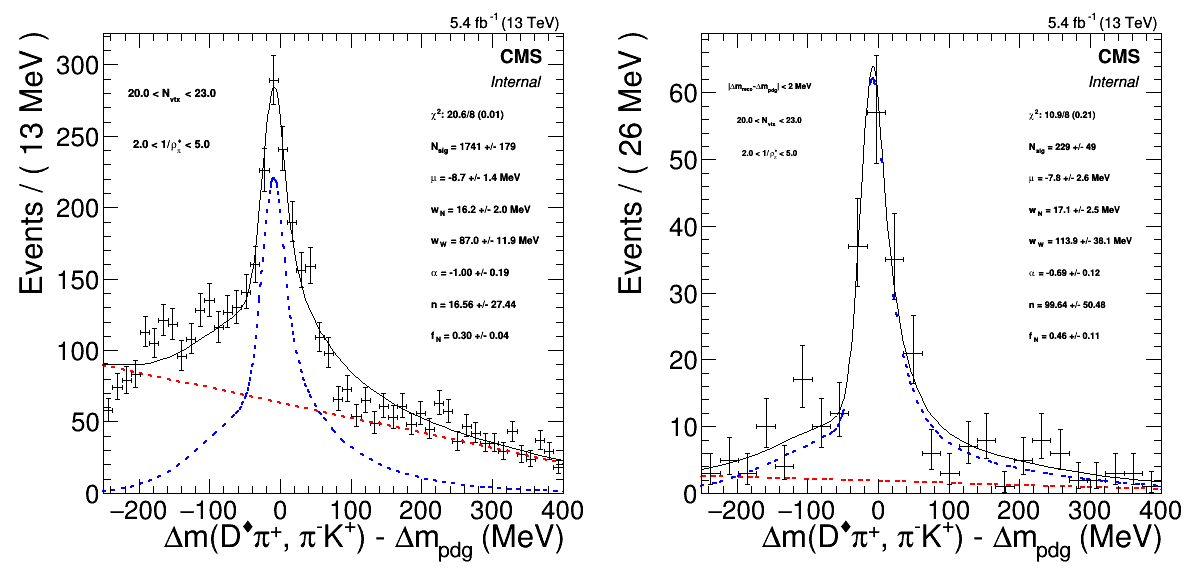 5.4 fb⁻¹ (13 TeV)
CMS
Internal
20.0 < N_vtx < 23.0
2.0 < 1/ρ_π^♦ < 5.0
χ²: 20.6/8 (0.01)
N_sig = 1741 +/- 179
μ = -8.7 +/- 1.4 MeV
w_N = 16.2 +/- 2.0 MeV
w_W = 87.0 +/- 11.9 MeV
α = -1.00 +/- 0.19
n = 16.56 +/- 27.44
f_N = 0.30 +/- 0.04
Events / ( 13 MeV)
300
250
200
150
100
50
0
−200 −100 0 100 200 300 400
Δm(D^♦π⁺, π⁻K⁺) - Δm_pdg (MeV)
5.4 fb⁻¹ (13 TeV)
CMS
Internal
|Δm_reco-Δm_pdg| < 2 MeV
20.0 < N_vtx < 23.0
2.0 < 1/ρ_π^♦ < 5.0
χ²: 10.9/8 (0.21)
N_sig = 229 +/- 49
μ = -7.8 +/- 2.6 MeV
w_N = 17.1 +/- 2.5 MeV
w_W = 113.9 +/- 38.1 MeV
α = -0.69 +/- 0.12
n = 99.64 +/- 50.48
f_N = 0.46 +/- 0.11
Events / ( 26 MeV)
60
50
40
30
20
10
0
−200 −100 0 100 200 300 400
Δm(D^♦π⁺, π⁻K⁺) - Δm_pdg (MeV)